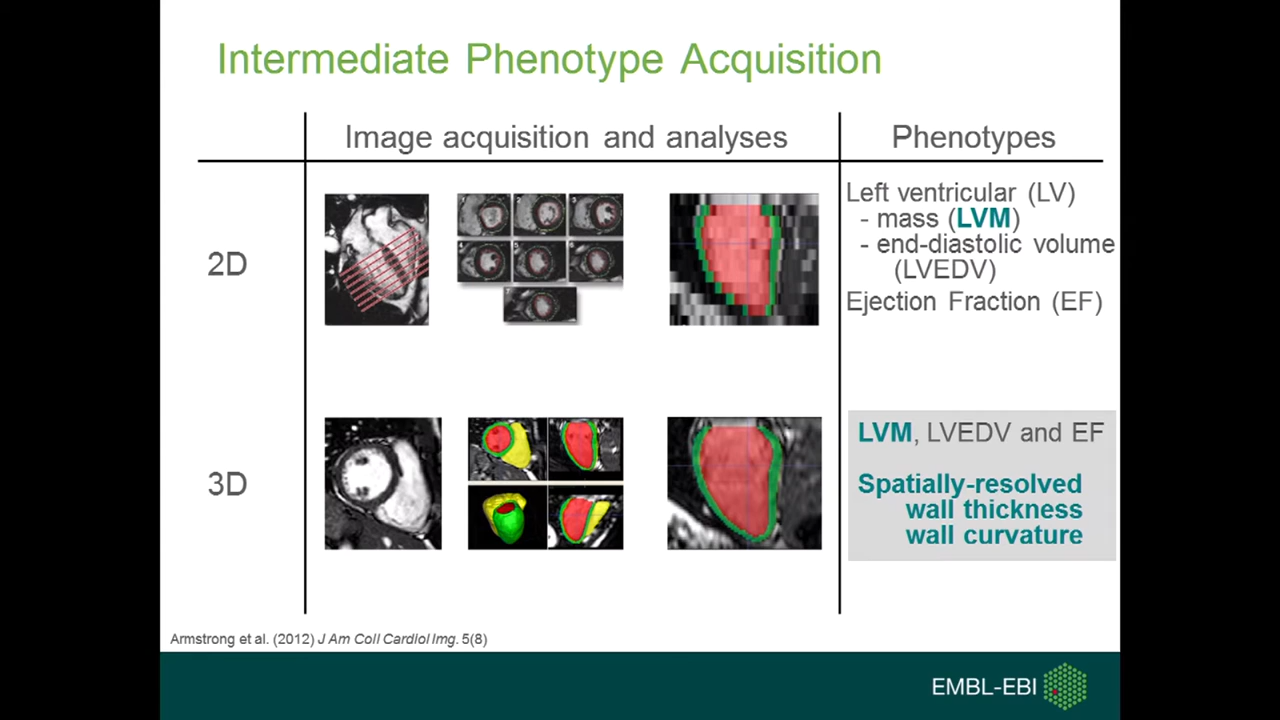 Intermediate Phenotype Acquisition
Image acquisition and analyses
Phenotypes
2D
Left ventricular (LV)
- mass (LVM)
- end-diastolic volume
(LVEDV)
Ejection Fraction (EF)
3D
LVM, LVEDV and EF
Spatially-resolved
wall thickness
wall curvature
Armstrong et al. (2012) J Am Coll Cardiol Img. 5(8)
EMBL-EBI